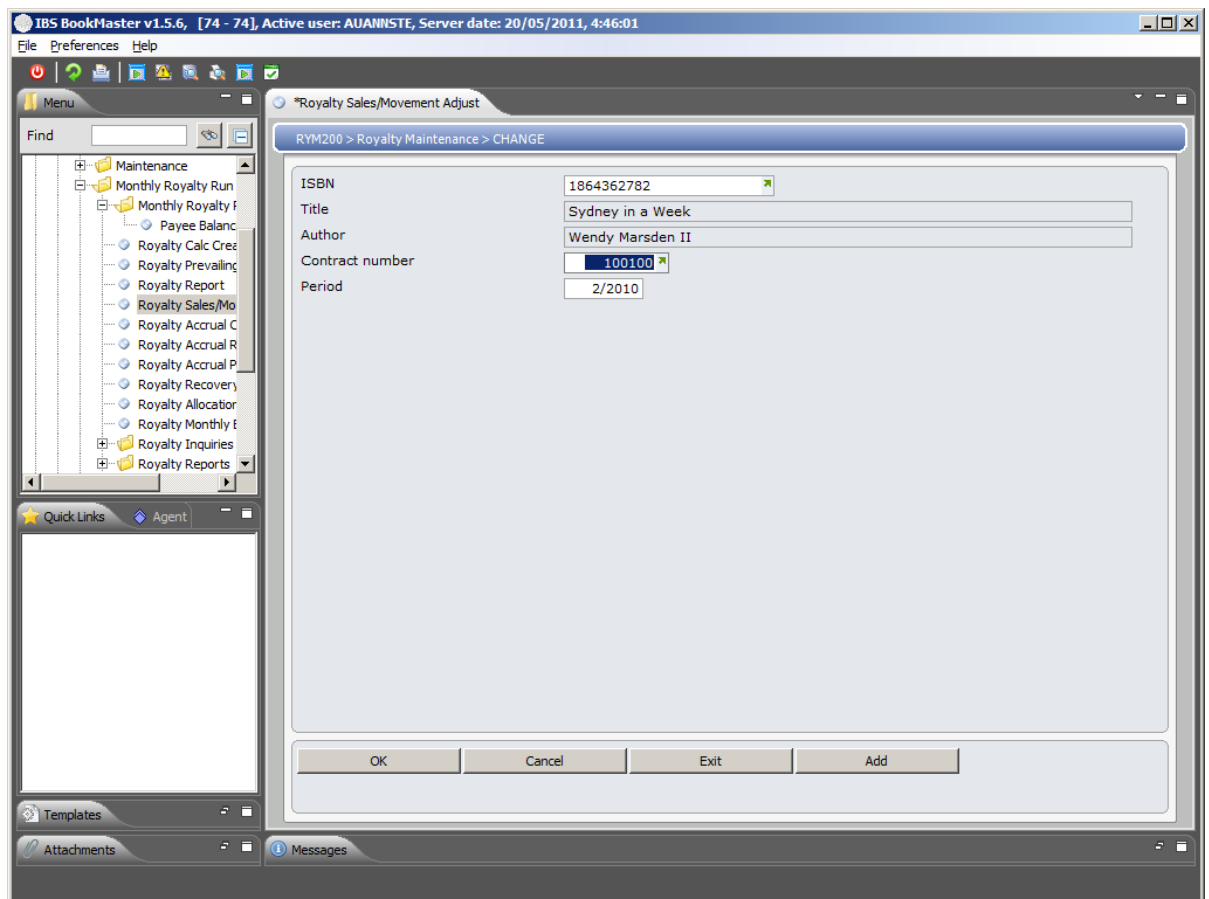 IBS BookMaster v1.5.6, [74 - 74], Active user: AUANNSTE, Server date: 20/05/2011, 4:46:01
File Preferences Help
Menu
Find
Maintenance
Monthly Royalty Run
Monthly Royalty
Payee Balanc
Royalty Calc Crea
Royalty Prevailing
Royalty Report
Royalty Sales/Mo
Royalty Accrual C
Royalty Accrual R
Royalty Accrual P
Royalty Recovery
Royalty Allocation
Royalty Monthly E
Royalty Inquiries
Royalty Reports
Quick Links Agent
Templates
Attachments
*Royalty Sales/Movement Adjust
RYM200 > Royalty Maintenance > CHANGE
ISBN 1864362782
Title Sydney in a Week
Author Wendy Marsden II
Contract number 100100
Period 2/2010
OK Cancel Exit Add
Messages